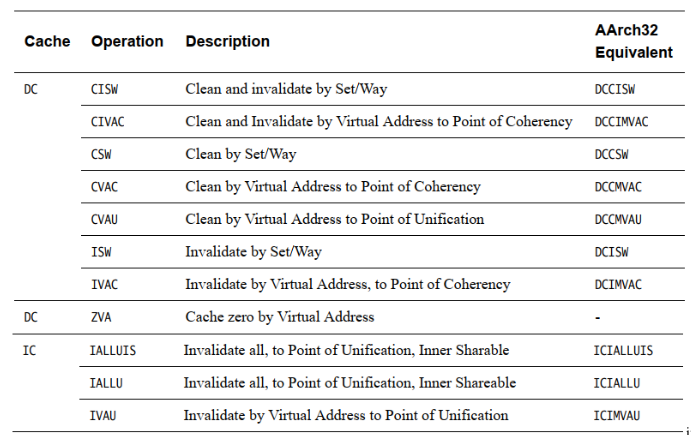 Cache Operation Description AArch32 Equivalent
DC CISW Clean and invalidate by Set/Way DCCISW
CIVAC Clean and Invalidate by Virtual Address to Point of Coherency DCCIMVAC
CSW Clean by Set/Way DCCSW
CVAC Clean by Virtual Address to Point of Coherency DCCMVAC
CVAU Clean by Virtual Address to Point of Unification DCCMVAU
ISW Invalidate by Set/Way DCISW
IVAC Invalidate by Virtual Address, to Point of Coherency DCIMVAC
DC ZVA Cache zero by Virtual Address -
IC IALLUIS Invalidate all, to Point of Unification, Inner Sharable ICIALLUIS
IALLU Invalidate all, to Point of Unification, Inner Shareable ICIALLU
IVAU Invalidate by Virtual Address to Point of Unification ICIMVAU